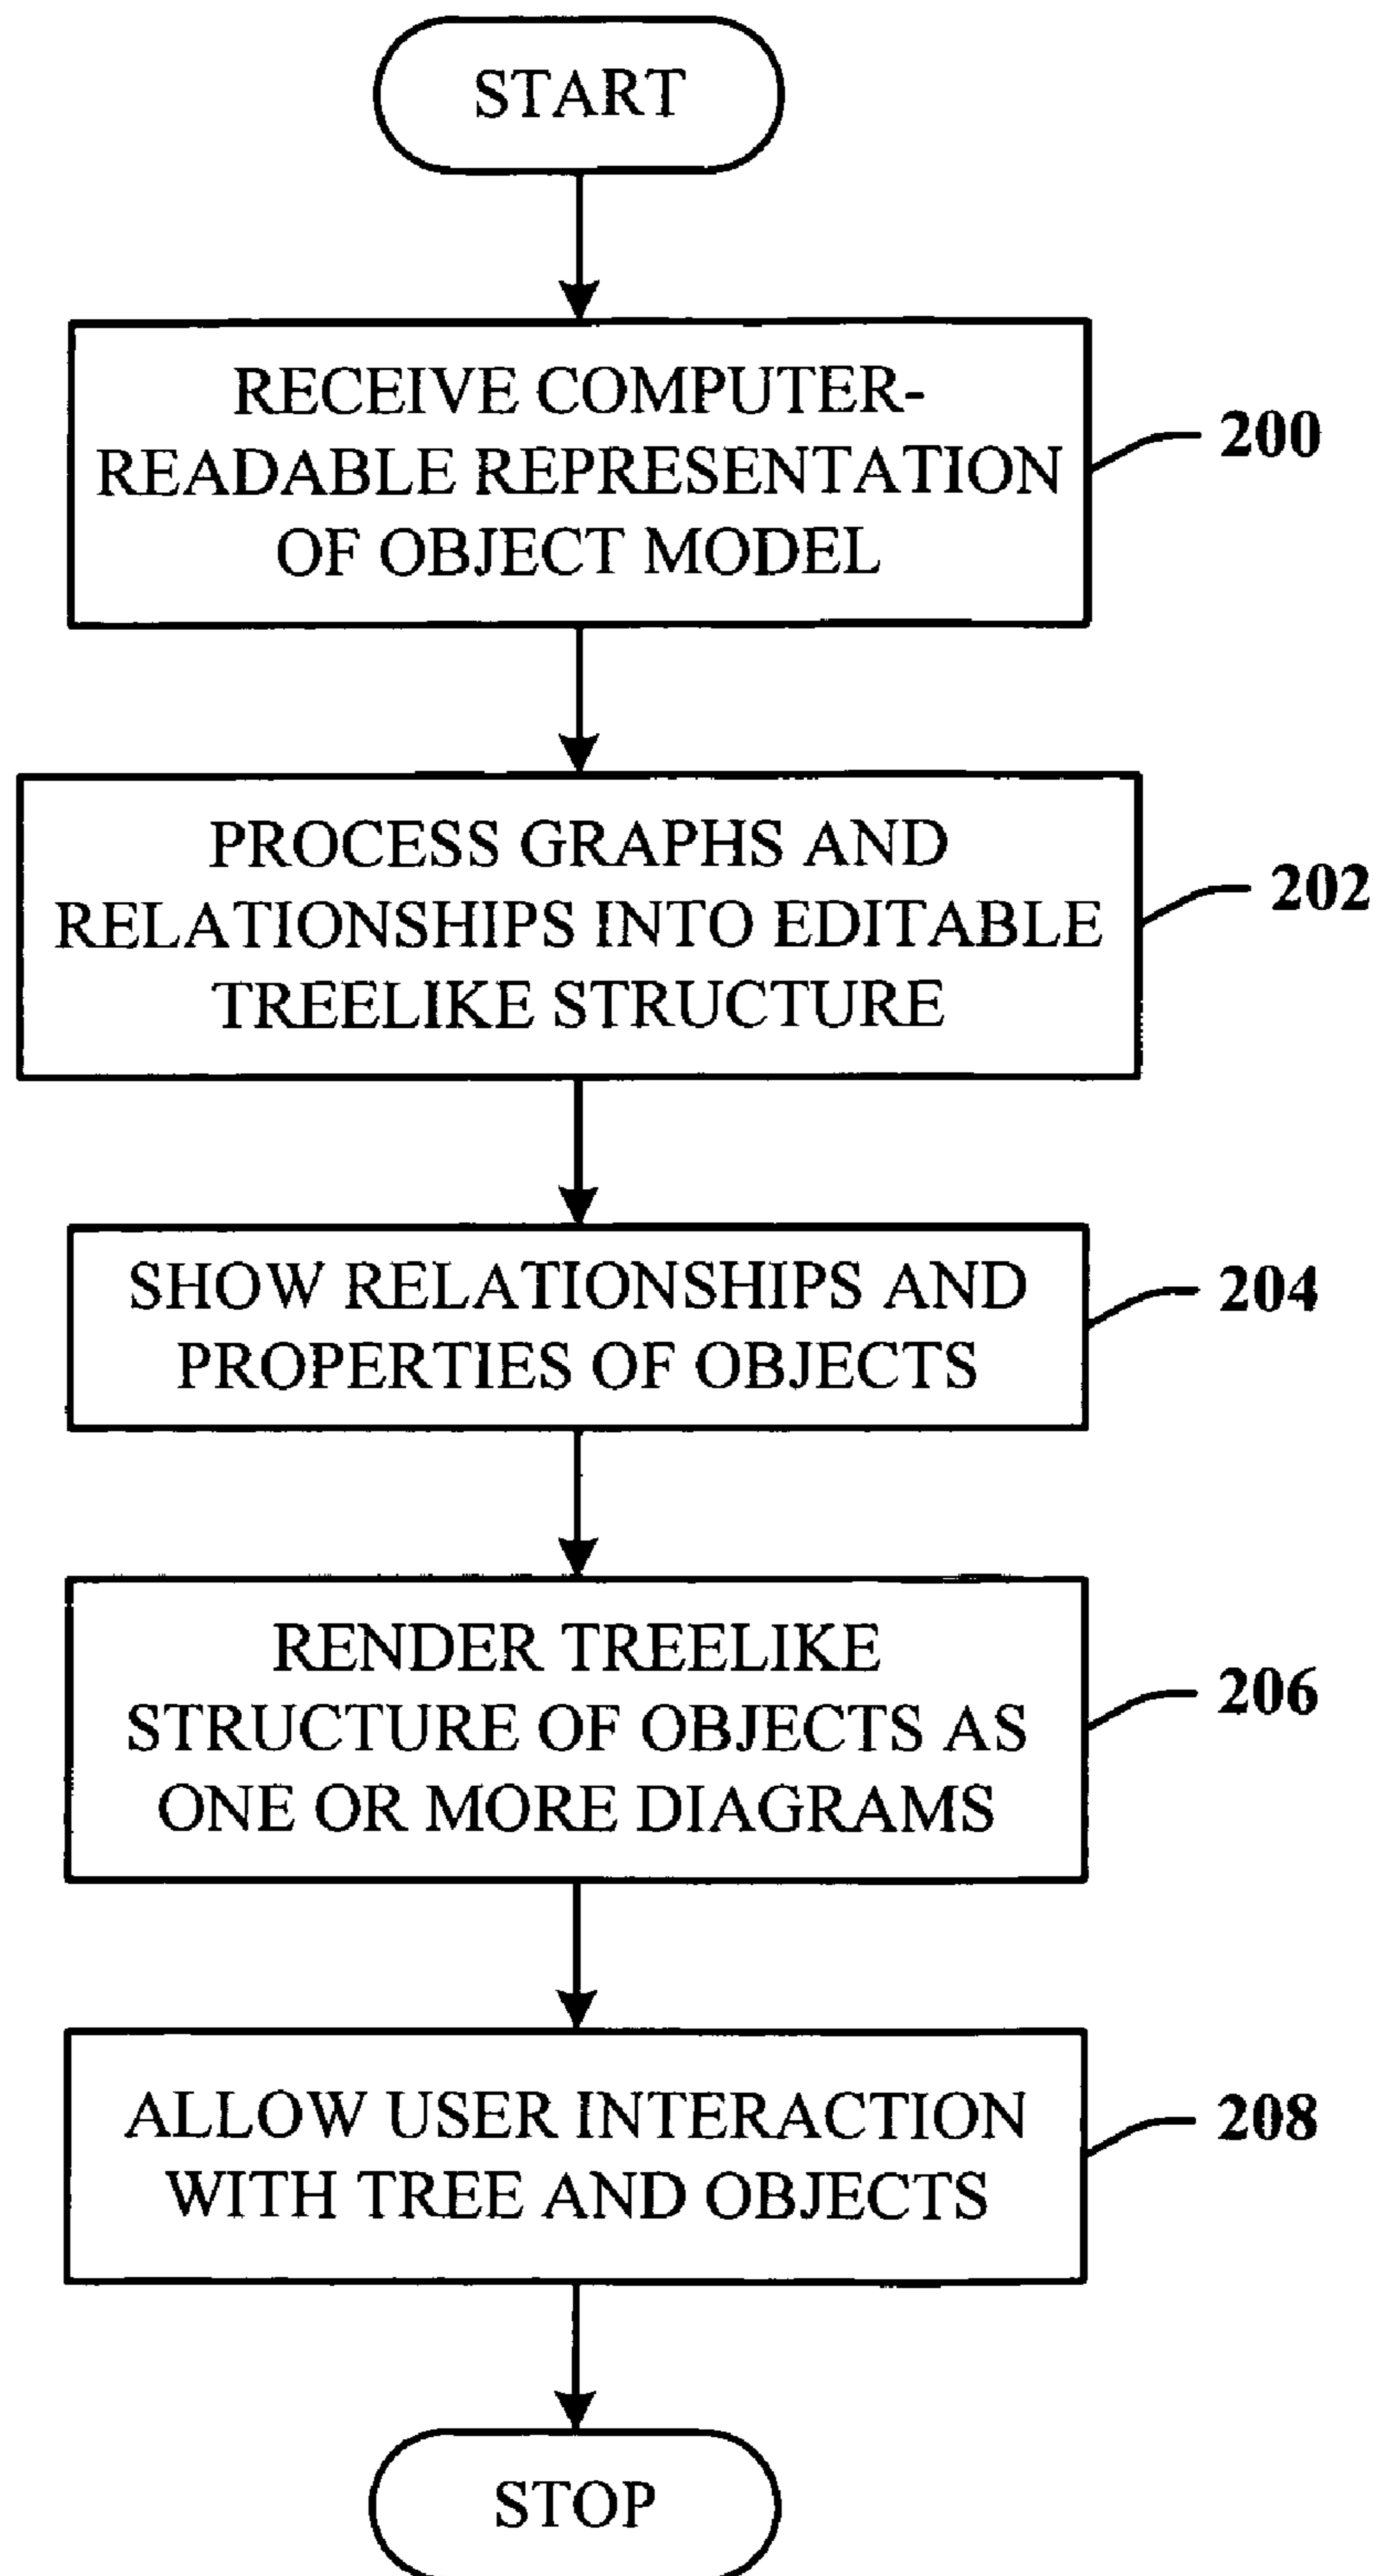 START
RECEIVE COMPUTER-
READABLE REPRESENTATION
OF OBJECT MODEL
200
PROCESS GRAPHS AND
RELATIONSHIPS INTO EDITABLE
TREELIKE STRUCTURE
202
SHOW RELATIONSHIPS AND
PROPERTIES OF OBJECTS
204
RENDER TREELIKE
STRUCTURE OF OBJECTS AS
ONE OR MORE DIAGRAMS
206
ALLOW USER INTERACTION
WITH TREE AND OBJECTS
208
STOP